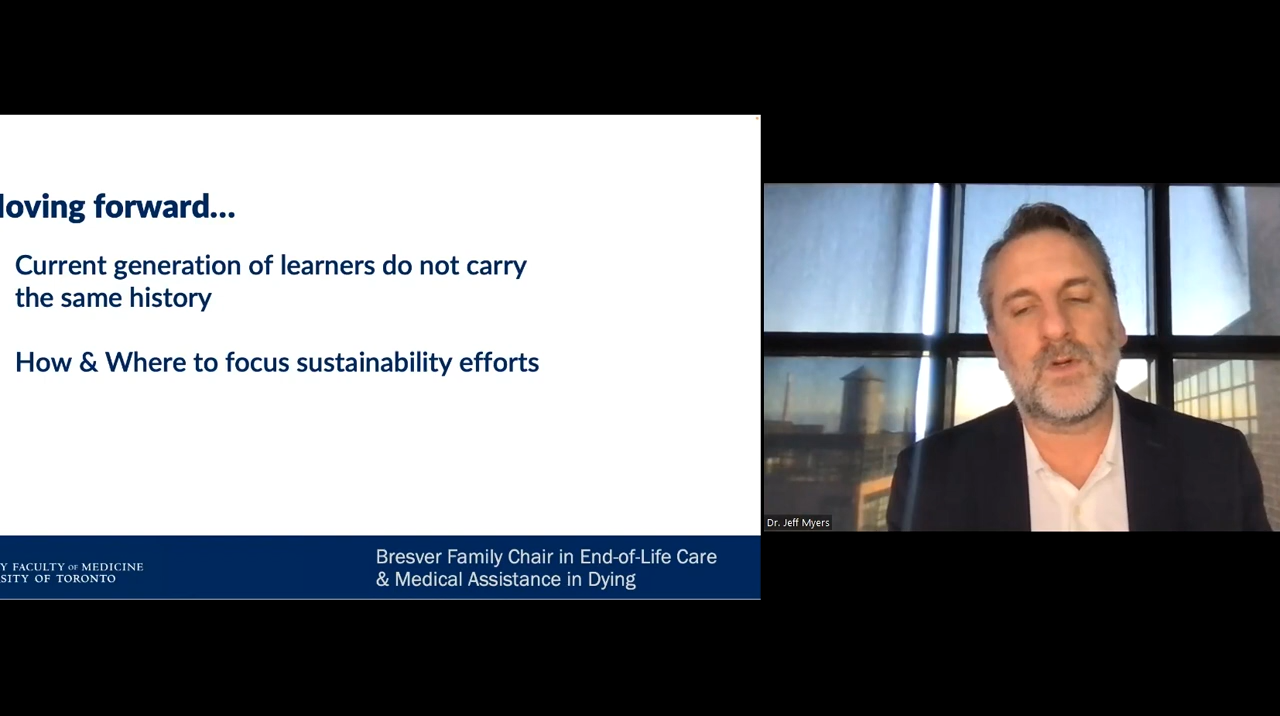 loving forward...
Current generation of learners do not carry
the same history
How & Where to focus sustainability efforts
Y FACULTY OF MEDICINE
SITY OF TORONTO
Bresver Family Chair in End-of-Life Care
& Medical Assistance in Dying
Dr. Jeff Myers